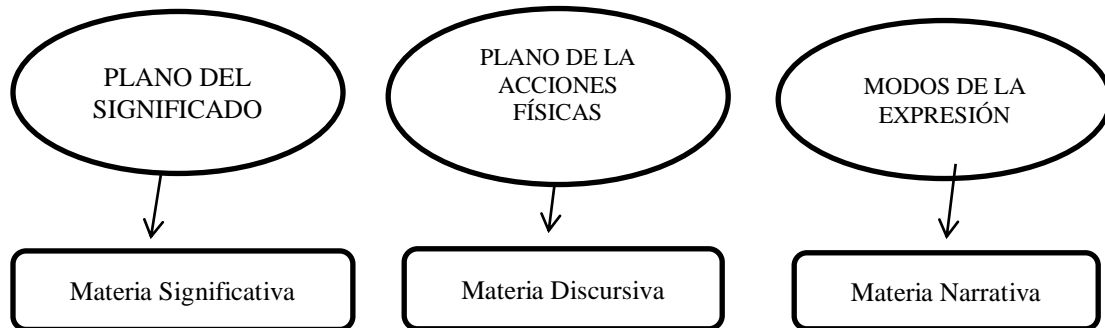 PLANO DEL
SIGNIFICADO
PLANO DE LA
ACCIONES
FÍSICAS
MODOS DE LA
EXPRESIÓN
Materia Significativa
Materia Discursiva
Materia Narrativa